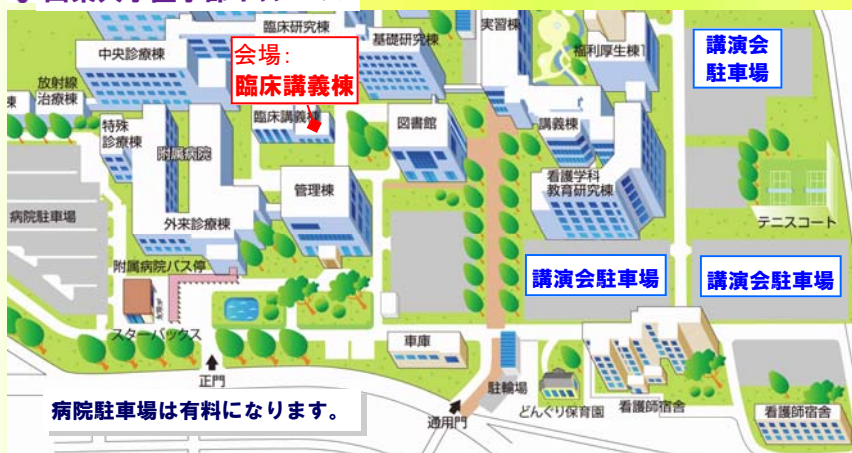 臨床研究棟
実習棟
中央診療棟
基礎研究棟
福利厚生棟
講演会
駐車場
会場：
臨床講義棟
放射線
治療棟
棟
臨床講義棟
図書館
講義棟
特殊
診療棟
附属病院
管理棟
看護学科
教育研究棟
病院駐車場
外来診療棟
テニスコート
附属病院バス停
講演会駐車場
講演会駐車場
スターバックス
車庫
正門
駐輪場
どんぐり保育園
看護師宿舎
看護師宿舎
通用門
病院駐車場は有料になります。